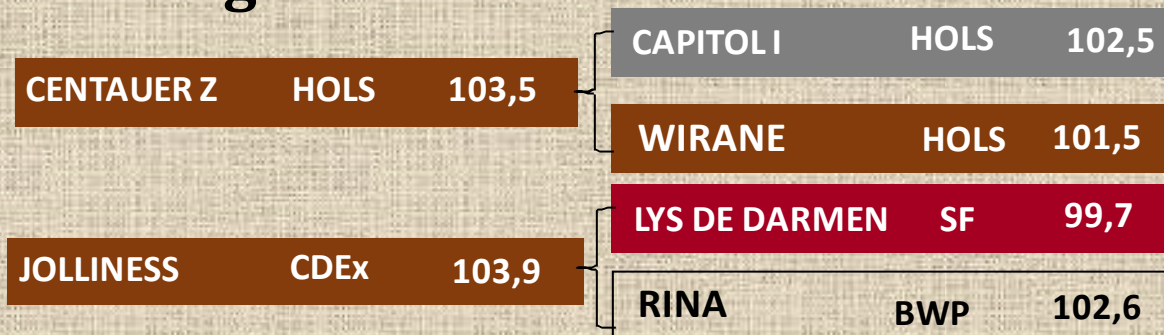 CAPITOL I HOLS 102,5
CENTAUER Z HOLS 103,5
WIRANE HOLS 101,5
LYS DE DARMEN SF 99,7
JOLLINESS CDEx 103,9
RINA BWP 102,6